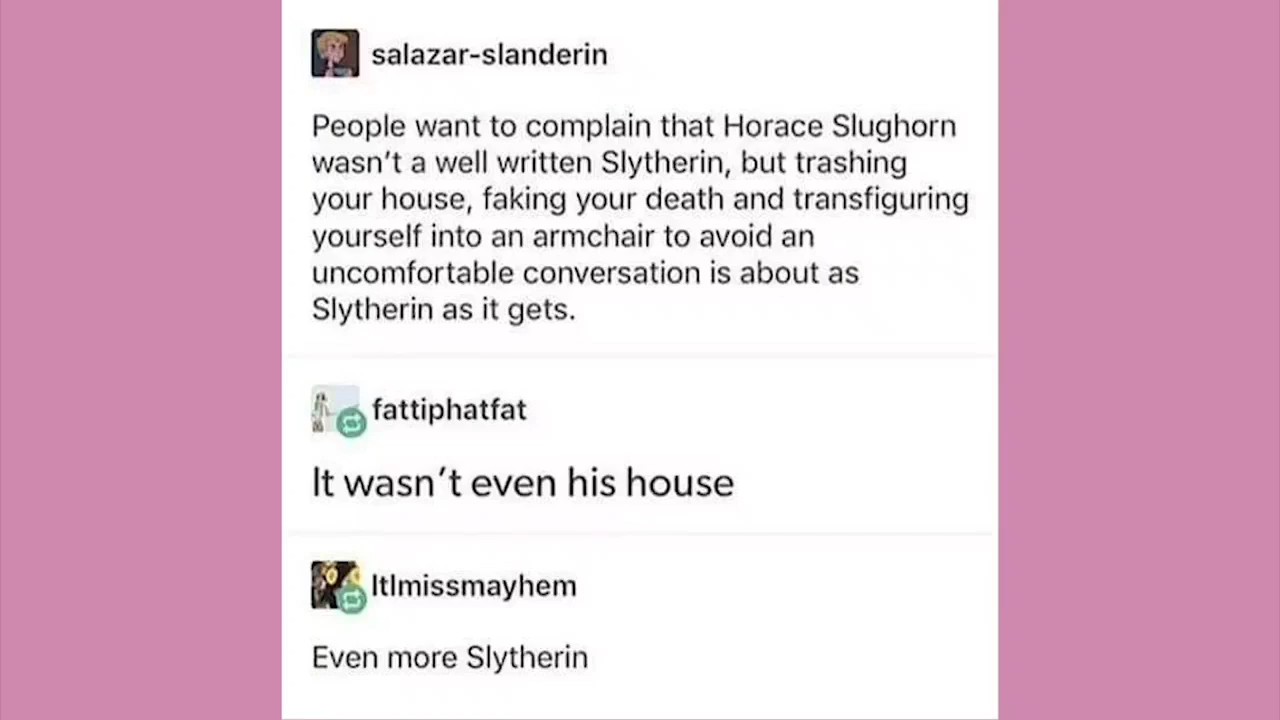 salazar-slanderin
People want to complain that Horace Slughorn
wasn't a well written Slytherin, but trashing
your house, faking your death and transfiguring
yourself into an armchair to avoid an
uncomfortable conversation is about as
Slytherin as it gets.
fattiphatfat
It wasn't even his house
ltlmissmayhem
Even more Slytherin